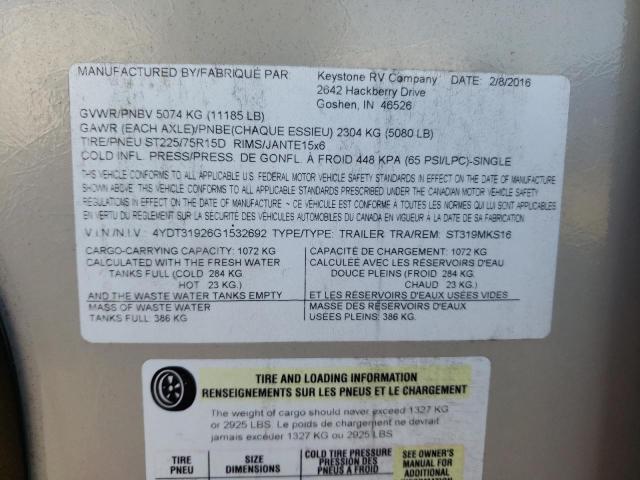 MANUFACTURED BY/FABRIQUÉ PAR: Keystone RV Company DATE: 2/8/2016
2642 Hackberry Drive
Goshen, IN 46526
GVWR/PNBV 5074 KG (11185 LB)
GAWR (EACH AXLE)/PNBE(CHAQUE ESSIEU) 2304 KG (5080 LB)
TIRE/PNEU ST225/75R15D RIMS/JANTE15x6
COLD INFL. PRESS/PRESS. DE GONFL. À FROID 448 KPA (65 PSI/LPC)-SINGLE
THIS VEHICLE CONFORMS TO ALL APPLICABLE U.S. FEDERAL MOTOR VEHICLE SAFETY STANDARDS IN EFFECT ON THE DATE OF MANUFACTURE
SHOWN ABOVE. THIS VEHICLE CONFORMS TO ALL APPLICABLE STANDARDS PRESCRIBED UNDER THE CANADIAN MOTOR VEHICLE SAFETY
REGULATIONS IN EFFECT ON THE DATE OF MANUFACTURE. / CE VÉHICULE EST CONFORME À TOUTES LES NORMES QUI LUI SONT APPLICABLES
EN VERTU DU RÈGLEMENT SUR LA SÉCURITÉ DES VÉHICULES AUTOMOBILES DU CANADA EN VIGUEUR À LA DATE DE SA FABRICATION
V.I.N./N.I.V.: 4YDT31926G1532692 TYPE/TYPE: TRAILER TRA/REM: ST319MKS16
CARGO-CARRYING CAPACITY: 1072 KG
CALCULATED WITH THE FRESH WATER
TANKS FULL (COLD 284 KG
HOT 23 KG.)
AND THE WASTE WATER TANKS EMPTY
MASS OF WASTE WATER
TANKS FULL: 386 KG
CAPACITÉ DE CHARGEMENT: 1072 KG
CALCULÉE AVEC LES RÉSERVOIRS D'EAU
DOUCE PLEINS (FROID 284 KG.
CHAUD 23 KG.)
ET LES RÉSERVOIRS D'EAUX USÉES VIDES
MASSE DES RÉSERVOIRS D'EAUX
USÉES PLEINS: 386 KG.
TIRE AND LOADING INFORMATION
RENSEIGNEMENTS SUR LES PNEUS ET LE CHARGEMENT
The weight of cargo should never exceed 1327 KG
or 2925 LBS. Le poids de chargement ne devrait
jamais excéder 1327 KG ou 2925 LBS
TIRE
PNEU
SIZE
DIMENSIONS
COLD TIRE PRESSURE
PRESSION DES
PNEUS A FROID
SEE OWNER'S
MANUAL FOR
ADDITIONAL